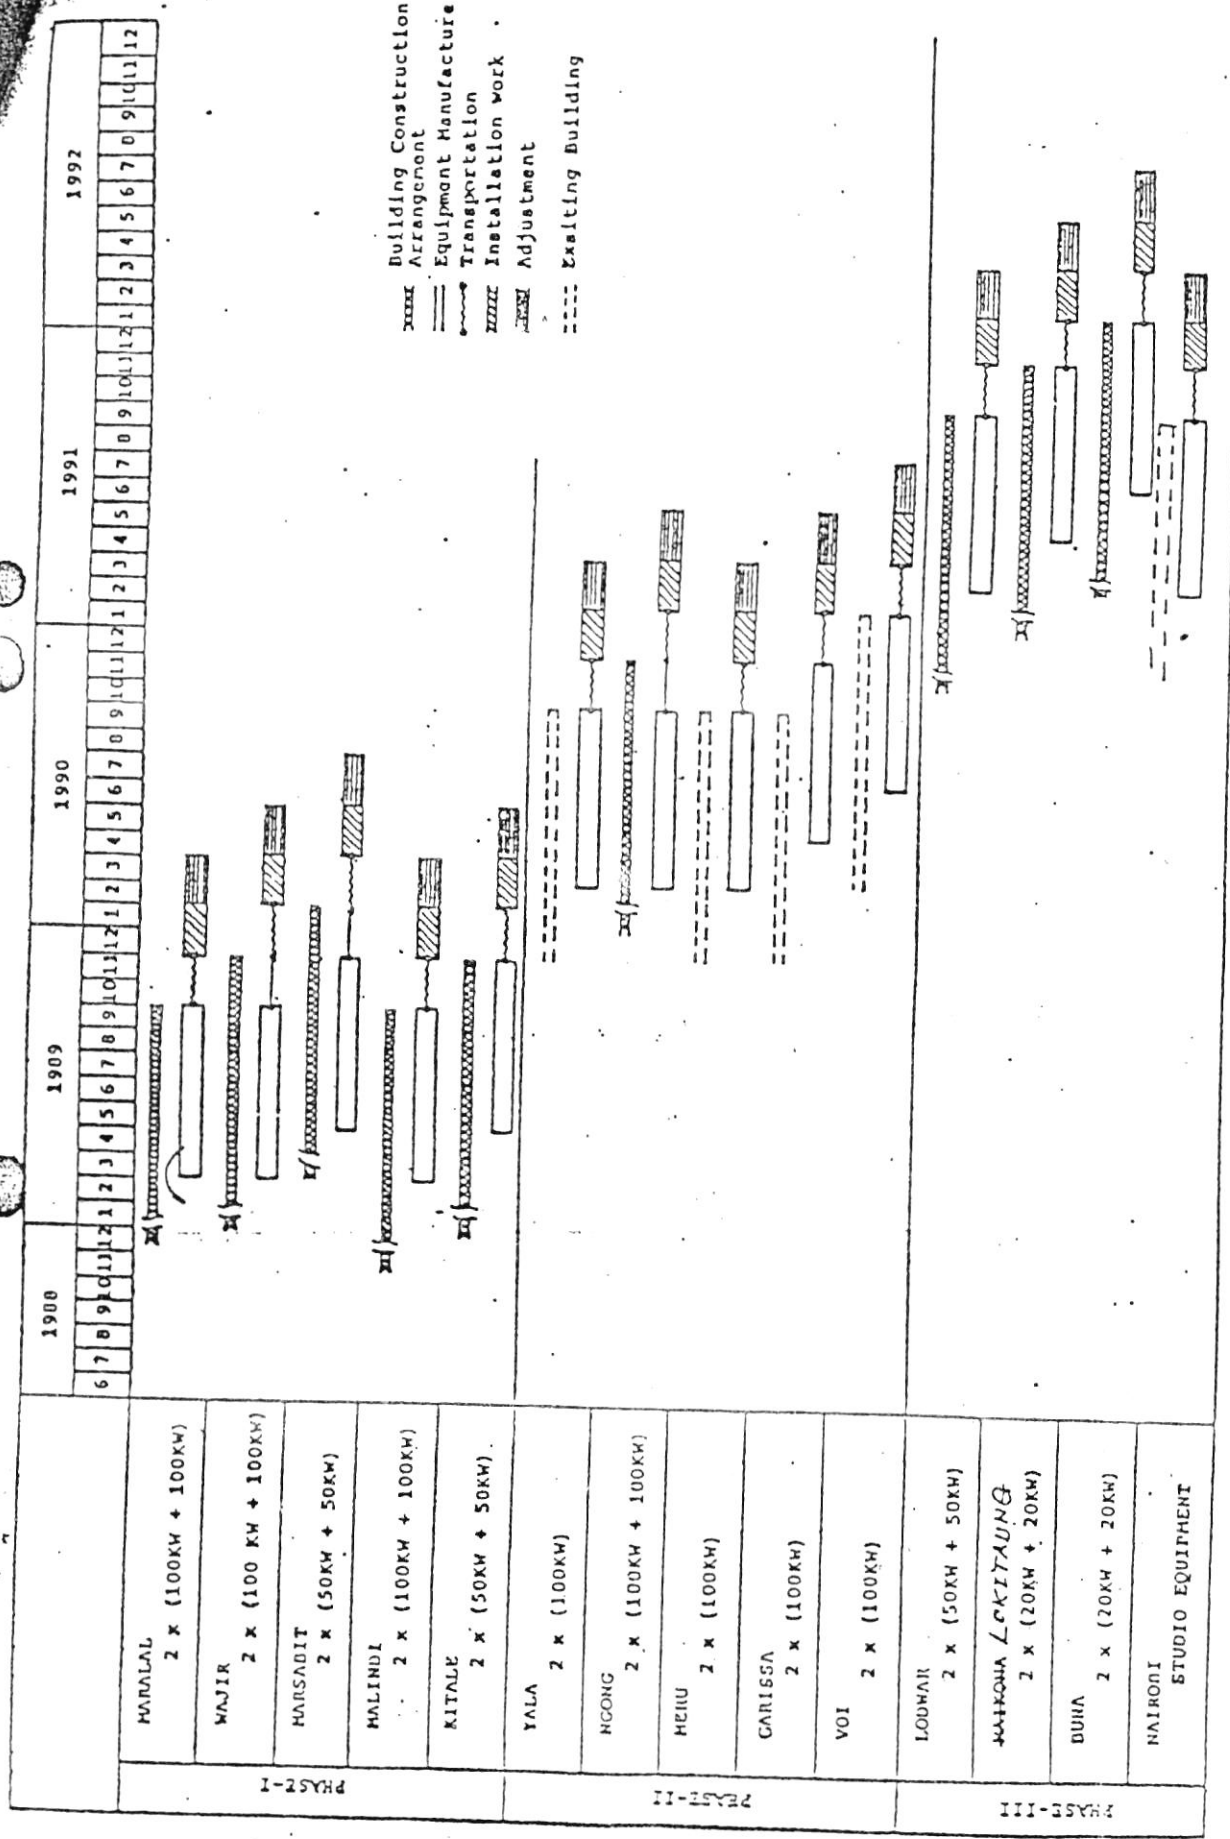 1988
1989
1990
1991
1992
6 7 8 9 10 11 12 1 2 3 4 5 6 7 8 9 10 11 12 1 2 3 4 5 6 7 8 9 10 11 12 1 2 3 4 5 6 7 8 9 10 11 12 1 2 3 4 5 6 7 8 9 10 11 12
PHASE-I
MARALAL
2 x (100KW + 100KW)
WAJIR
2 x (100 KW + 100KW)
MARSABIT
2 x (50KW + 50KW)
MALINDI
2 x (100KW + 100KW)
KITALE
2 x (50KW + 50KW)
PHASE-II
YALA
2 x (100KW)
NGONG
2 x (100KW + 100KW)
MERU
2 x (100KW)
GARISSA
2 x (100KW)
VOI
2 x (100KW)
PHASE-III
LODWAR
2 x (50KW + 50KW)
LOKITAUNG
2 x (20KW + 20KW)
BURA
2 x (20KW + 20KW)
NAIROBI
STUDIO EQUIPMENT
Building Construction
Arrangement
Equipment Manufacture
Transportation
Installation work
Adjustment
Exsiting Building